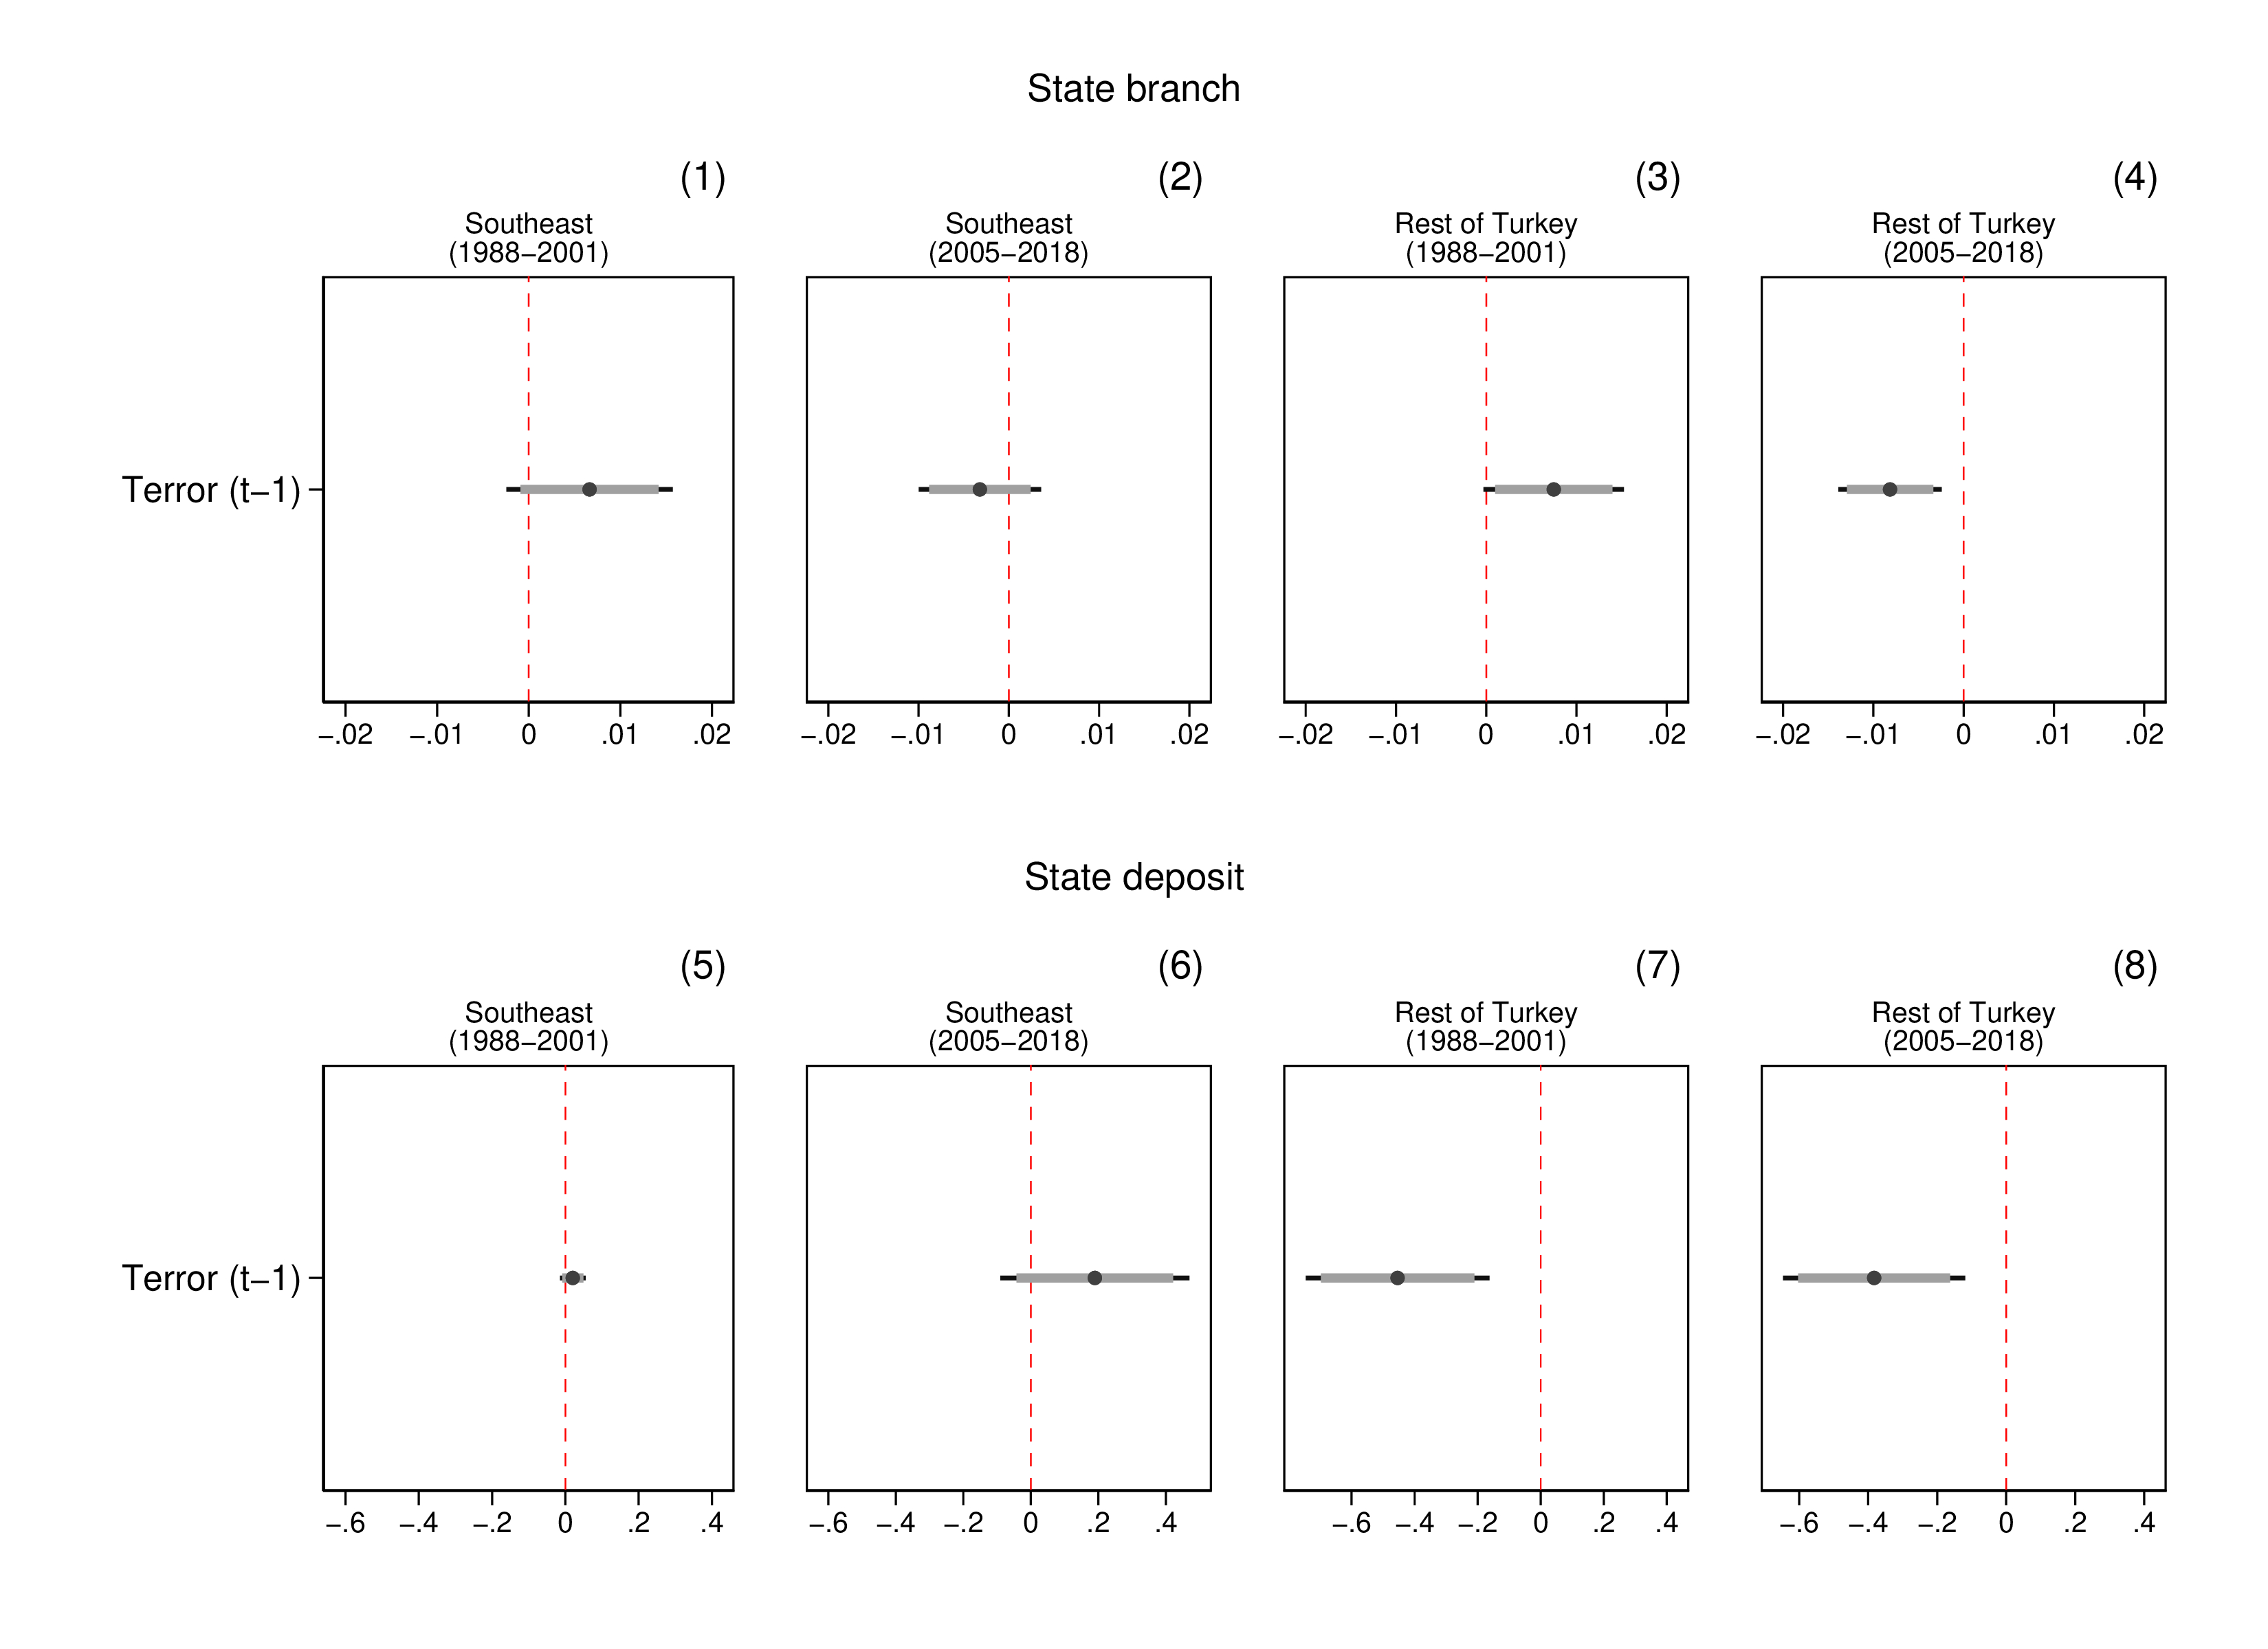 State branch
(1) (2) (3) (4)
Southeast Southeast Rest of Turkey Rest of Turkey
(1988−2001) (2005−2018) (1988−2001) (2005−2018)
Terror (t−1)
−.02 −.01 0 .01 .02 −.02 −.01 0 .01 .02 −.02 −.01 0 .01 .02 −.02 −.01 0 .01 .02
State deposit
(5) (6) (7) (8)
Southeast Southeast Rest of Turkey Rest of Turkey
(1988−2001) (2005−2018) (1988−2001) (2005−2018)
Terror (t−1)
−.6 −.4 −.2 0 .2 .4 −.6 −.4 −.2 0 .2 .4 −.6 −.4 −.2 0 .2 .4 −.6 −.4 −.2 0 .2 .4